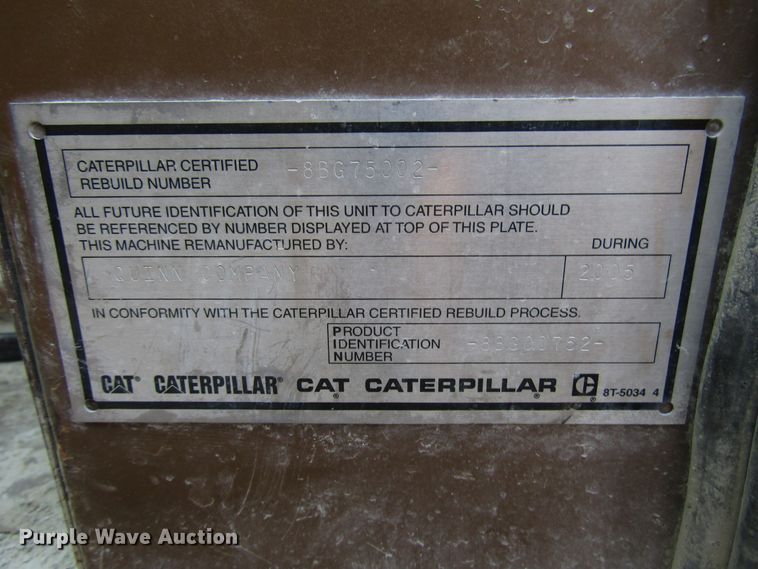 CATERPILLAR CERTIFIED
REBUILD NUMBER
-8BG75002-
ALL FUTURE IDENTIFICATION OF THIS UNIT TO CATERPILLAR SHOULD
BE REFERENCED BY NUMBER DISPLAYED AT TOP OF THIS PLATE.
THIS MACHINE REMANUFACTURED BY: DURING
QUINN COMPANY 2005
IN CONFORMITY WITH THE CATERPILLAR CERTIFIED REBUILD PROCESS.
PRODUCT
IDENTIFICATION
NUMBER
CAT® CATERPILLAR® CAT® CATERPILLAR® 8T-5034 4
Purple Wave Auction